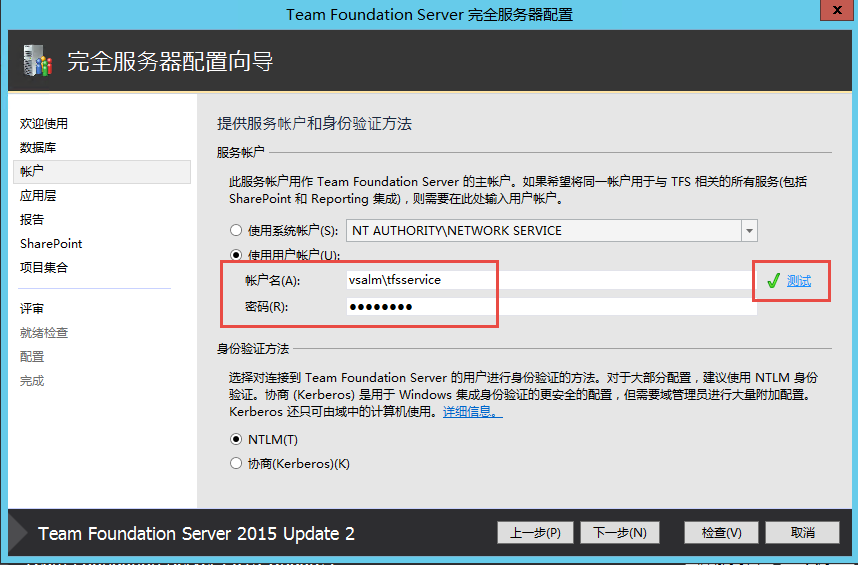 Team Foundation Server 完全服务器配置
x
完全服务器配置向导
欢迎使用
数据库
帐户
应用层
报告
SharePoint
项目集合
评审
就绪检查
配置
完成
提供服务帐户和身份验证方法
服务帐户
此服务帐户用作 Team Foundation Server 的主帐户。如果希望将同一帐户用于与 TFS 相关的所有服务(包括
SharePoint 和 Reporting 集成)，则需要在此处输入用户帐户。
使用系统帐户(S):
NT AUTHORITY\NETWORK SERVICE
使用用户帐户(U):
帐户名(A):
vsalm\tfsservice
测试
密码(R):
●●●●●●●●
身份验证方法
选择对连接到 Team Foundation Server 的用户进行身份验证的方法。对于大部分配置，建议使用 NTLM 身份
验证。协商 (Kerberos) 是用于 Windows 集成身份验证的更安全的配置，但需要域管理员进行大量附加配置。
Kerberos 还只可由域中的计算机使用。详细信息。
NTLM(T)
协商(Kerberos)(K)
Team Foundation Server 2015 Update 2
上一步(P)
下一步(N)
检查(V)
取消